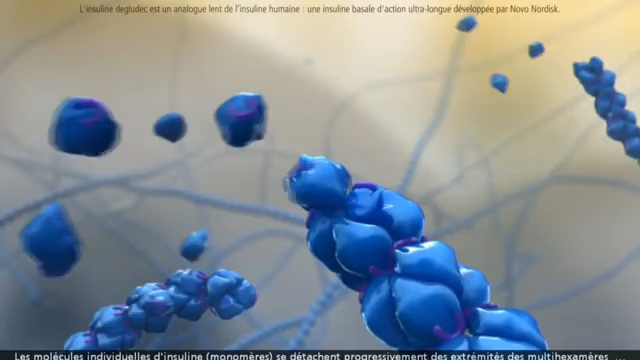 L'insuline degludec est un analogue lent de l'insuline humaine : une insuline basale d'action ultra-longue développée par Novo Nordisk.
Les molécules individuelles d'insuline (monomères) se détachent progressivement des extrémités des multihexamères ...